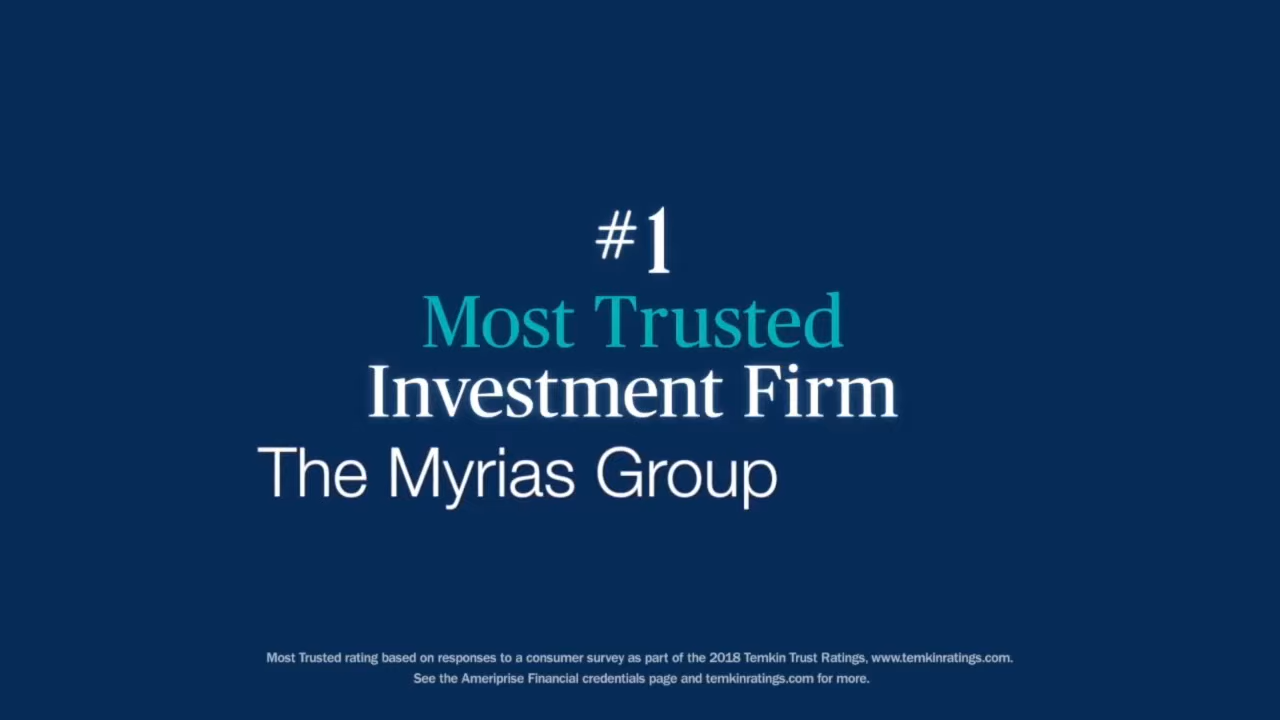 #1
Most Trusted
Investment Firm
The Myrias Group
Most Trusted rating based on responses to a consumer survey as part of the 2018 Temkin Trust Ratings, www.temkinratings.com.
See the Ameriprise Financial credentials page and temkinratings.com for more.